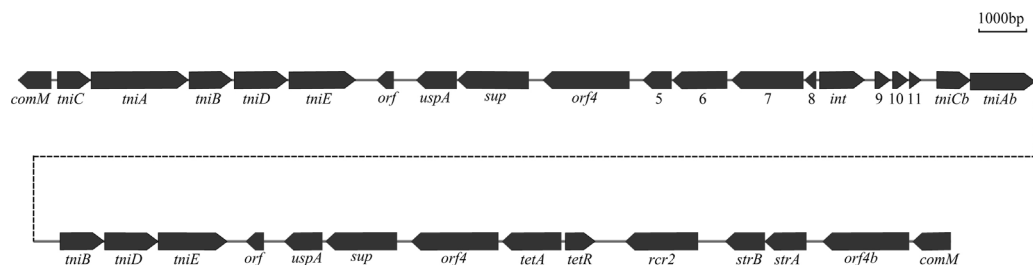 1000bp
comM tniC tniA tniB tniD tniE orf uspA sup orf4 5 6 7 8 int 9 10 11 tniCb tniAb
tniB tniD tniE orf uspA sup orf4 tetA tetR rcr2 strB strA orf4b comM